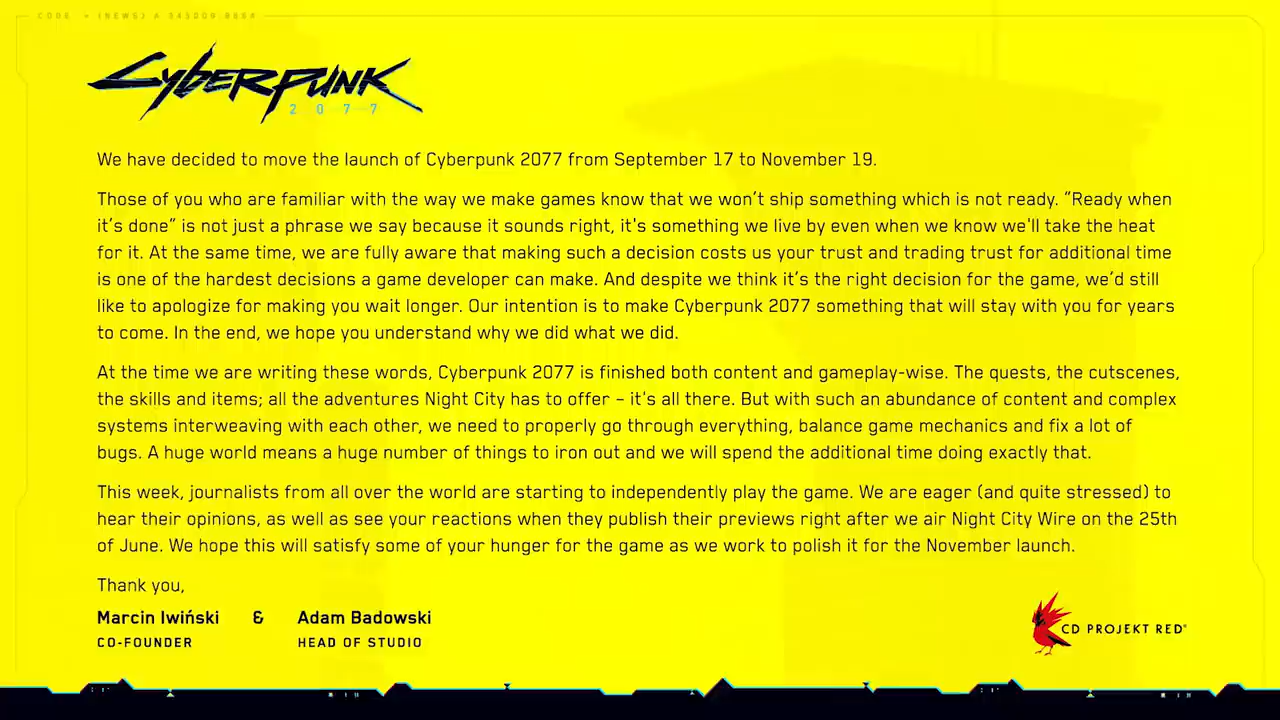 CYBERPUNK
2077
We have decided to move the launch of Cyberpunk 2077 from September 17 to November 19.
Those of you who are familiar with the way we make games know that we won’t ship something which is not ready. “Ready when
it’s done” is not just a phrase we say because it sounds right, it's something we live by even when we know we'll take the heat
for it. At the same time, we are fully aware that making such a decision costs us your trust and trading trust for additional time
is one of the hardest decisions a game developer can make. And despite we think it’s the right decision for the game, we’d still
like to apologize for making you wait longer. Our intention is to make Cyberpunk 2077 something that will stay with you for years
to come. In the end, we hope you understand why we did what we did.
At the time we are writing these words, Cyberpunk 2077 is finished both content and gameplay-wise. The quests, the cutscenes,
the skills and items; all the adventures Night City has to offer – it's all there. But with such an abundance of content and complex
systems interweaving with each other, we need to properly go through everything, balance game mechanics and fix a lot of
bugs. A huge world means a huge number of things to iron out and we will spend the additional time doing exactly that.
This week, journalists from all over the world are starting to independently play the game. We are eager (and quite stressed) to
hear their opinions, as well as see your reactions when they publish their previews right after we air Night City Wire on the 25th
of June. We hope this will satisfy some of your hunger for the game as we work to polish it for the November launch.
Thank you,
Marcin Iwiński & Adam Badowski
CO-FOUNDER HEAD OF STUDIO
CD PROJEKT RED®